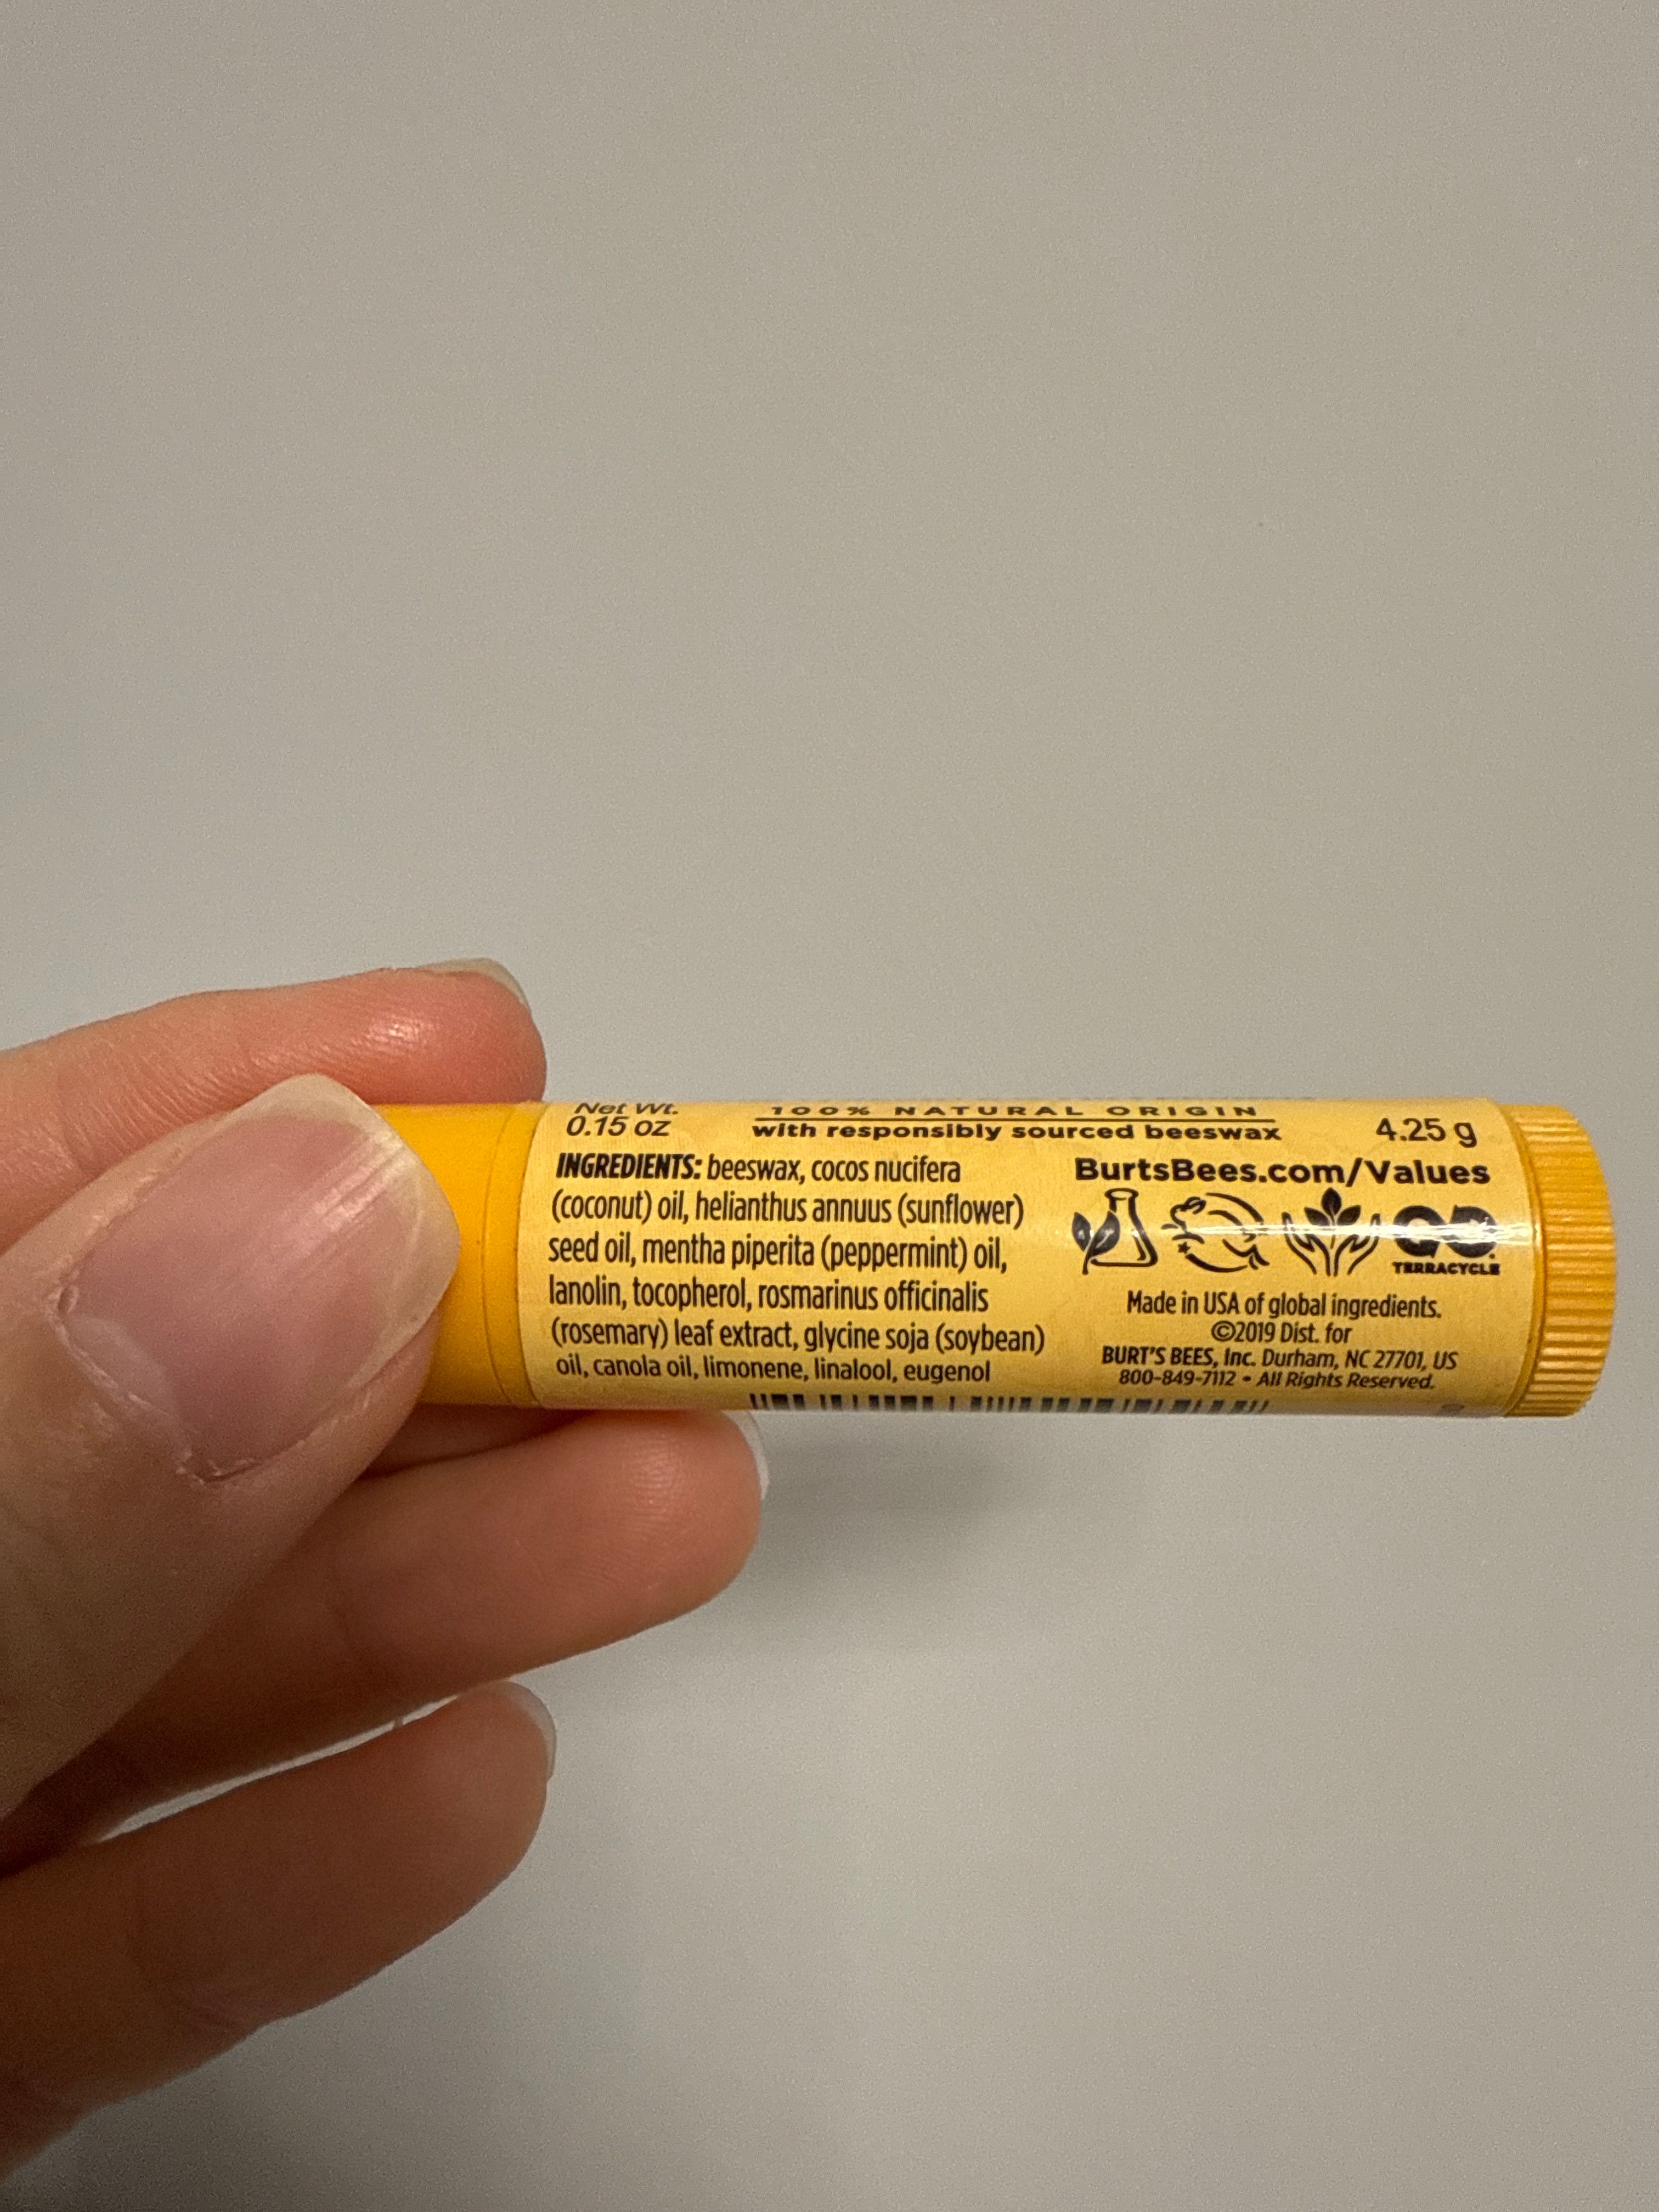 Net Wt.
0.15 oz
100% NATURAL ORIGIN
with responsibly sourced beeswax
4.25 g
INGREDIENTS: beeswax, cocos nucifera
(coconut) oil, helianthus annuus (sunflower)
seed oil, mentha piperita (peppermint) oil,
lanolin, tocopherol, rosmarinus officinalis
(rosemary) leaf extract, glycine soja (soybean)
oil, canola oil, limonene, linalool, eugenol
BurtsBees.com/Values
TERRACYCLE
Made in USA of global ingredients.
©2019 Dist. for
BURT'S BEES, Inc. Durham, NC 27701, US
800-849-7112 • All Rights Reserved.